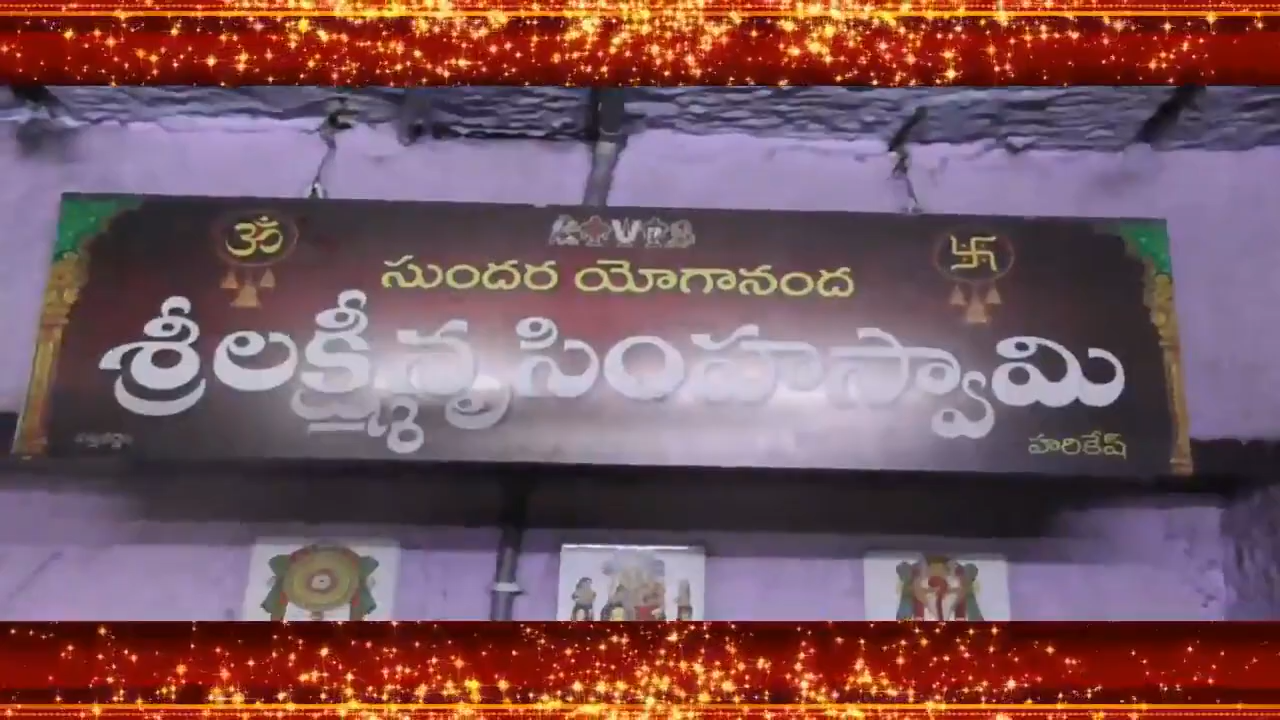 ॐ
సుందర యోగానంద
శ్రీలక్ష్మీనృసింహస్వామి
హరికేష్